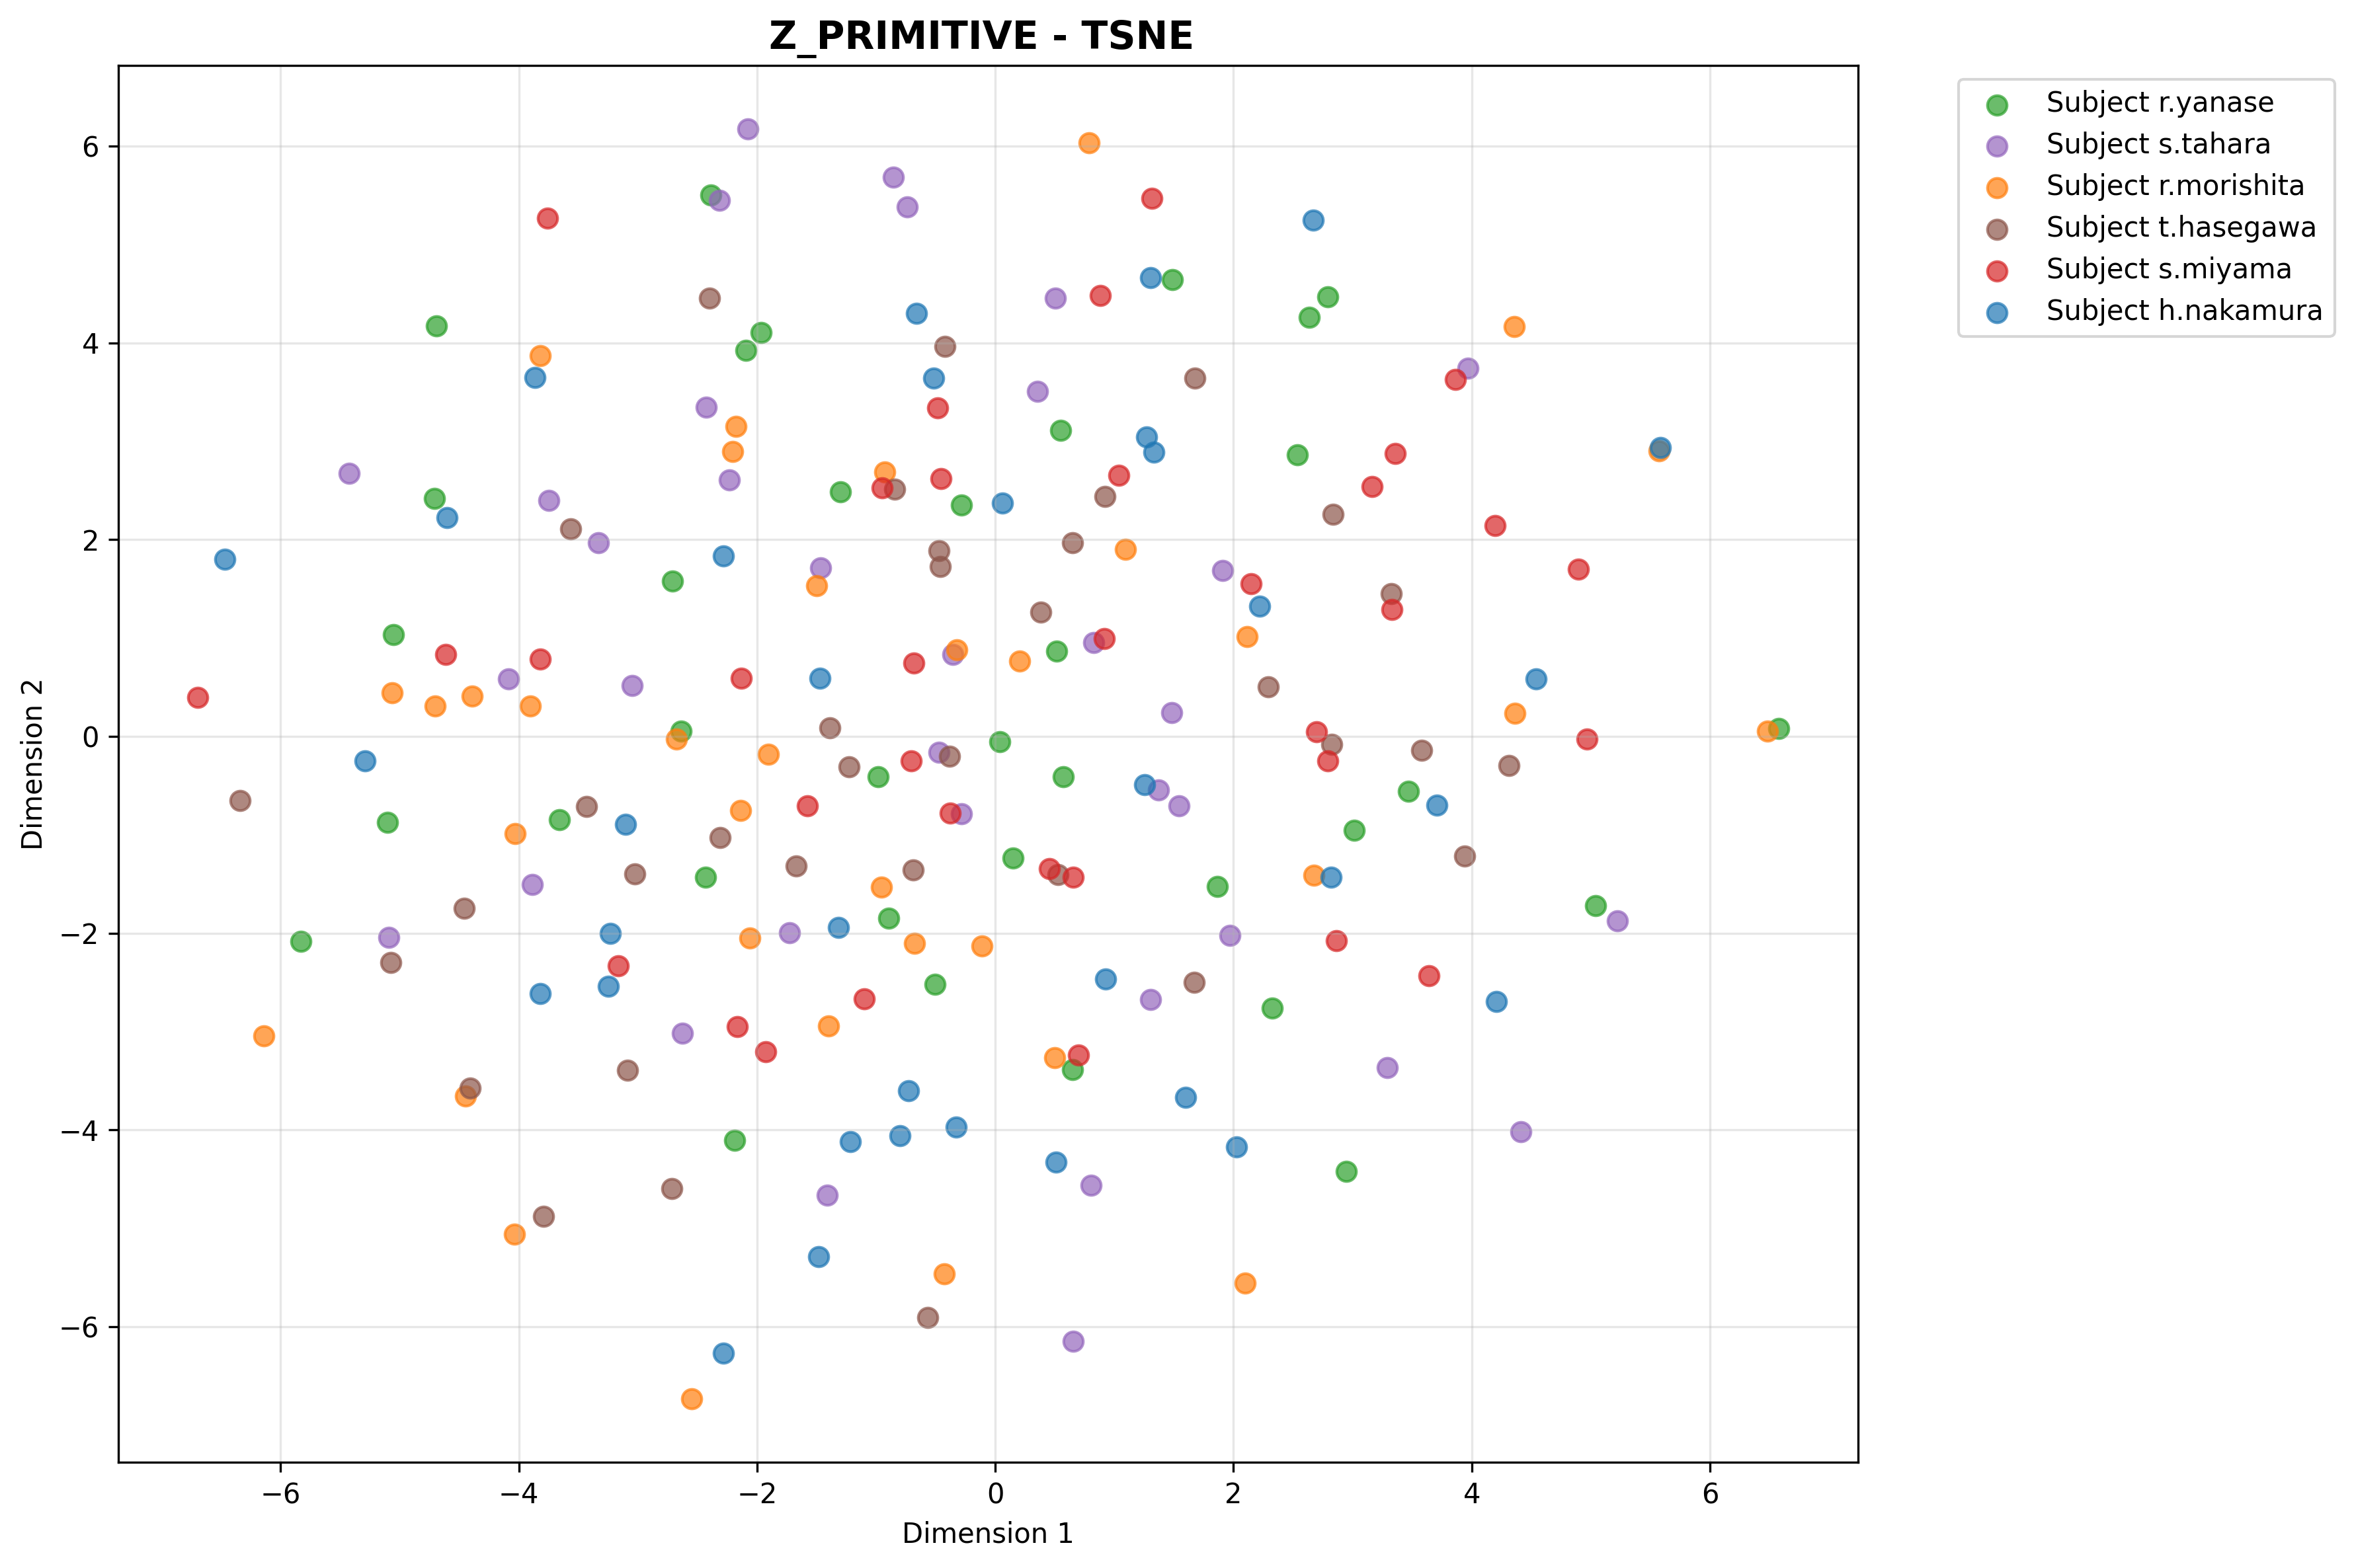 Z_PRIMITIVE - TSNE
Subject r.yanase
Subject s.tahara
Subject r.morishita
Subject t.hasegawa
Subject s.miyama
Subject h.nakamura
Dimension 2
6
4
2
0
−2
−4
−6
−6
−4
−2
0
2
4
6
Dimension 1